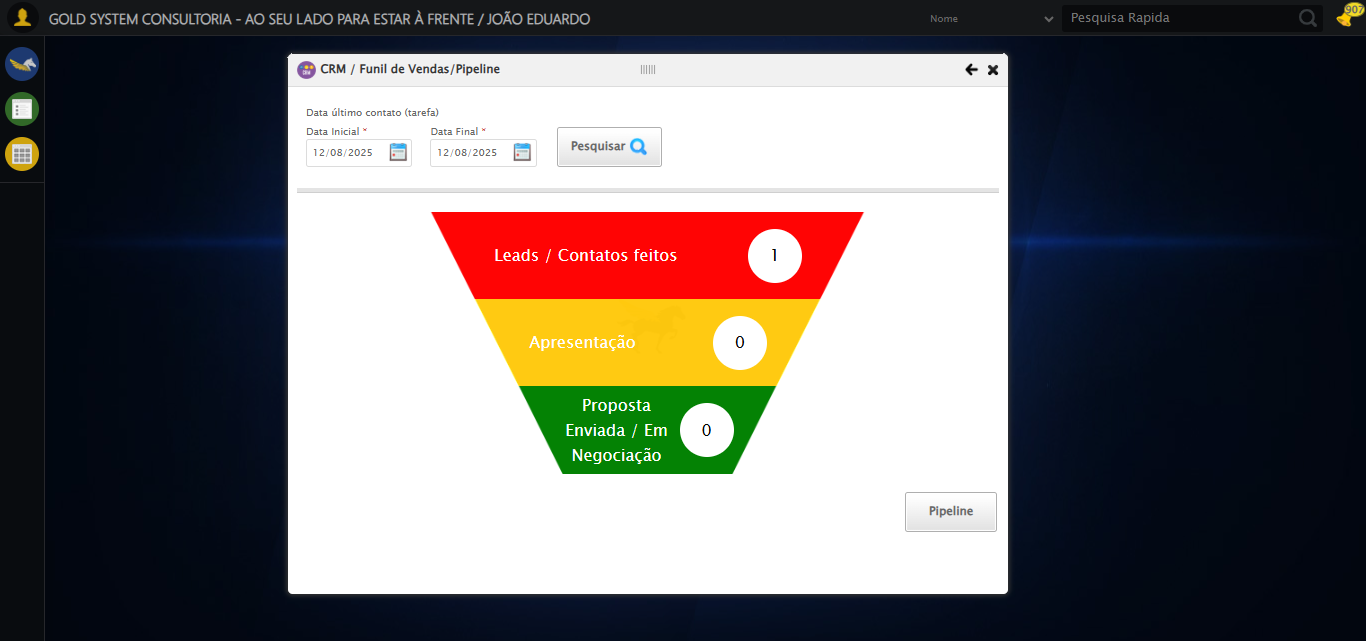 GOLD SYSTEM CONSULTORIA - AO SEU LADO PARA ESTAR À FRENTE / JOÃO EDUARDO
Nome
Pesquisa Rapida
907
CRM / Funil de Vendas/Pipeline
Data último contato (tarefa)
Data Inicial *
Data Final *
12/08/2025
12/08/2025
Pesquisar
Leads / Contatos feitos
1
Apresentação
0
Proposta
Enviada / Em
Negociação
0
Pipeline